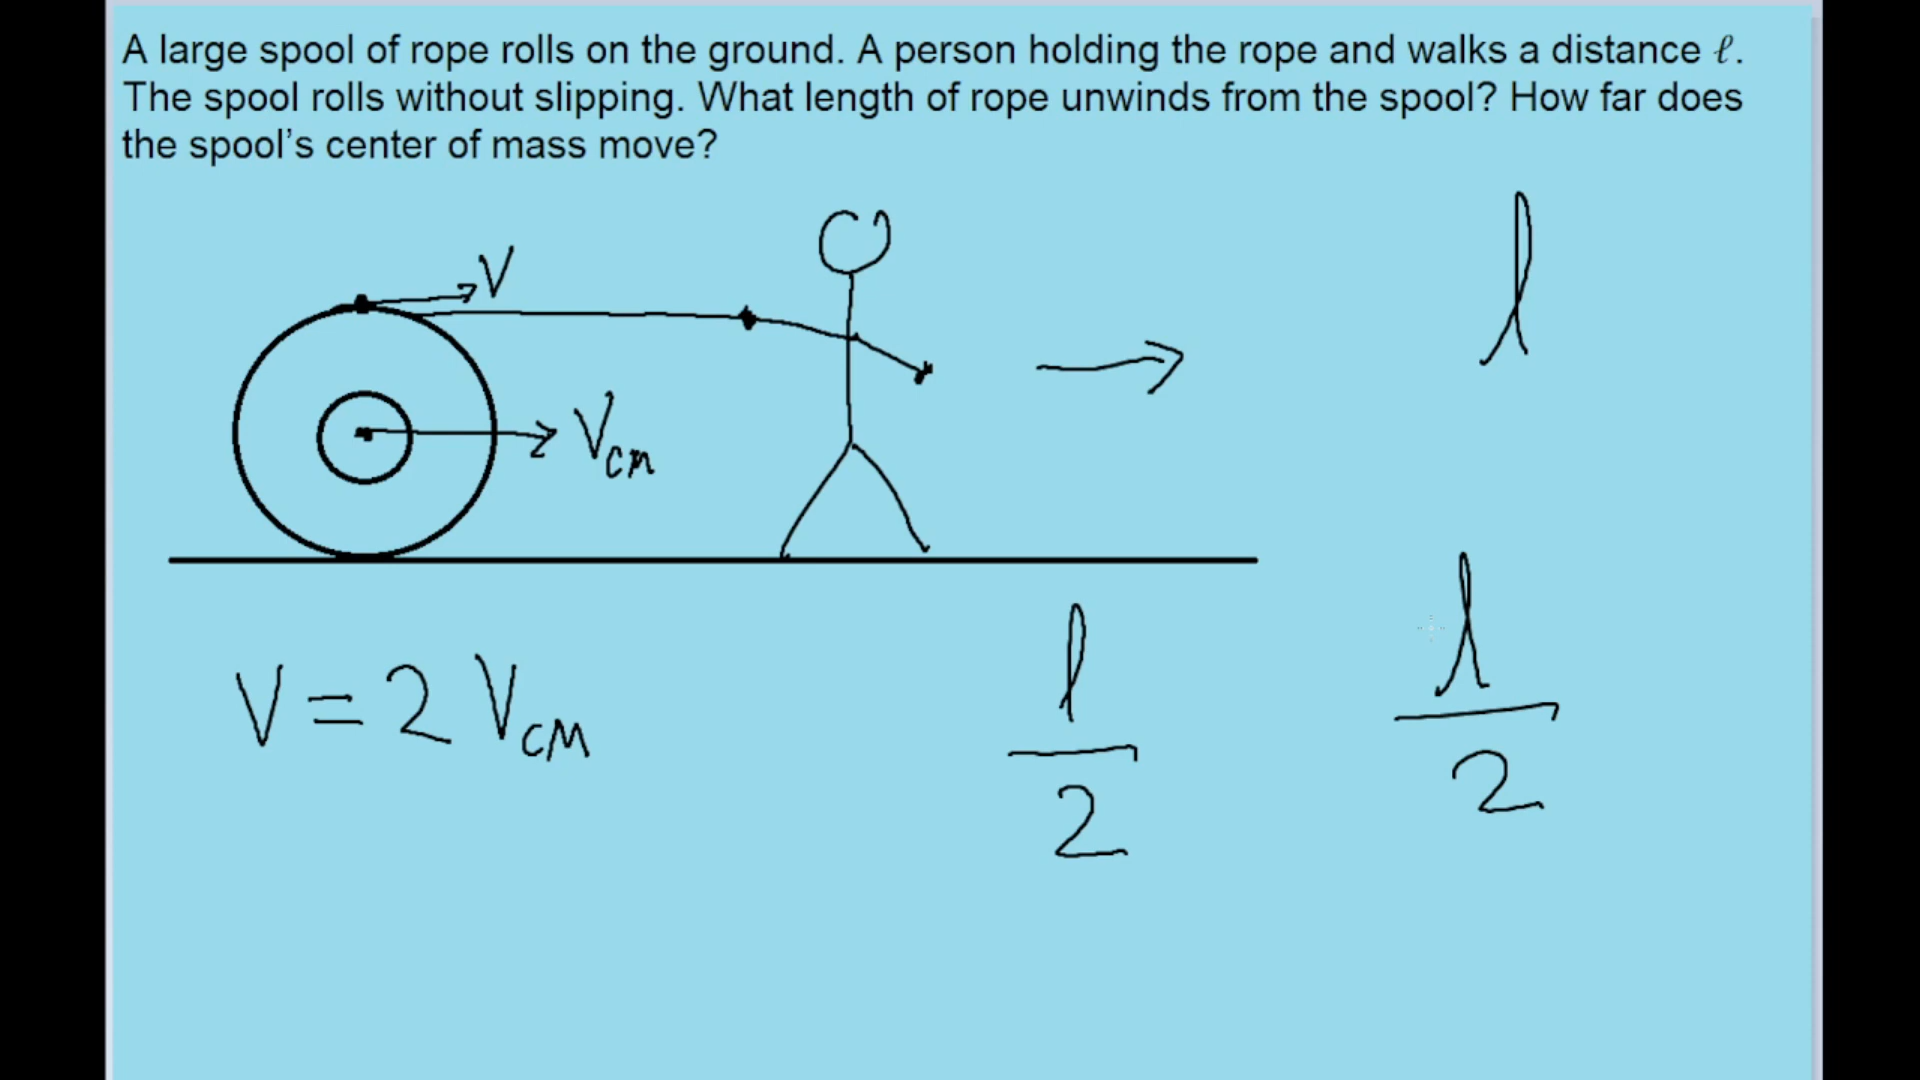 A large spool of rope rolls on the ground. A person holding the rope and walks a distance ℓ.
The spool rolls without slipping. What length of rope unwinds from the spool? How far does
the spool’s center of mass move?
l
V
V_CM
V = 2 V_CM
l/2
l/2